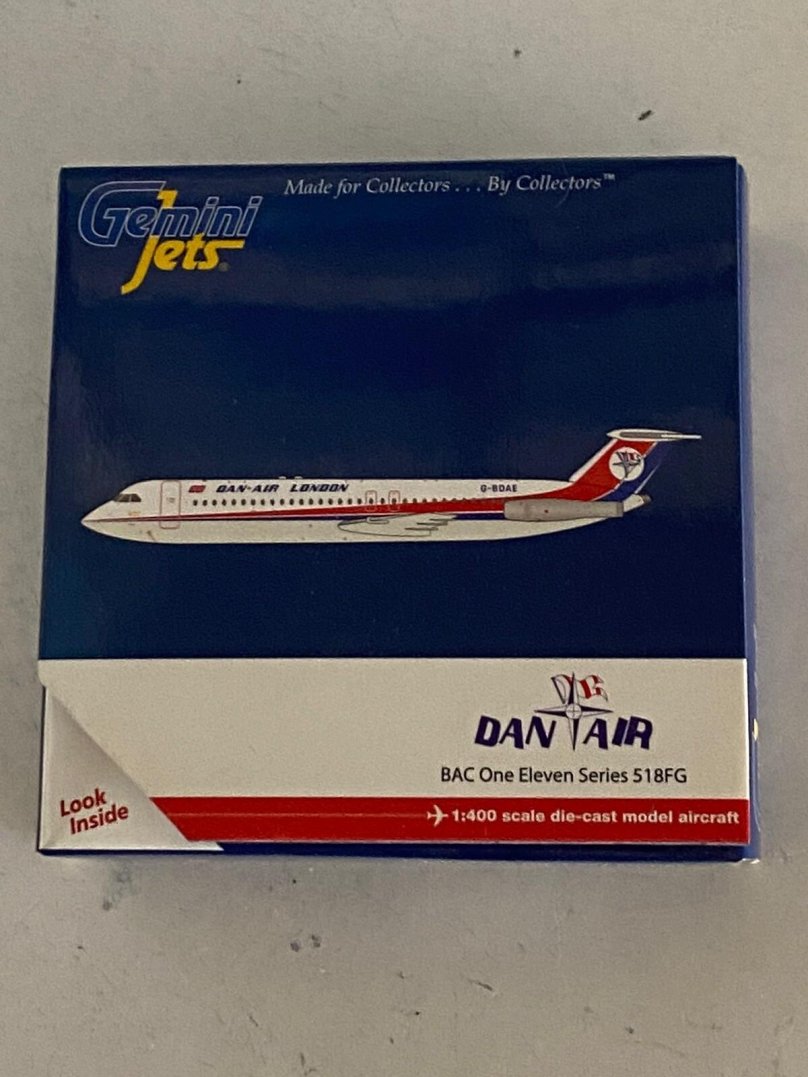 Gemini
Jets®
Made for Collectors . . . By Collectors™
DAN-AIR LONDON
G-BDAE
DAN AIR
BAC One Eleven Series 518FG
Look
Inside
1:400 scale die-cast model aircraft